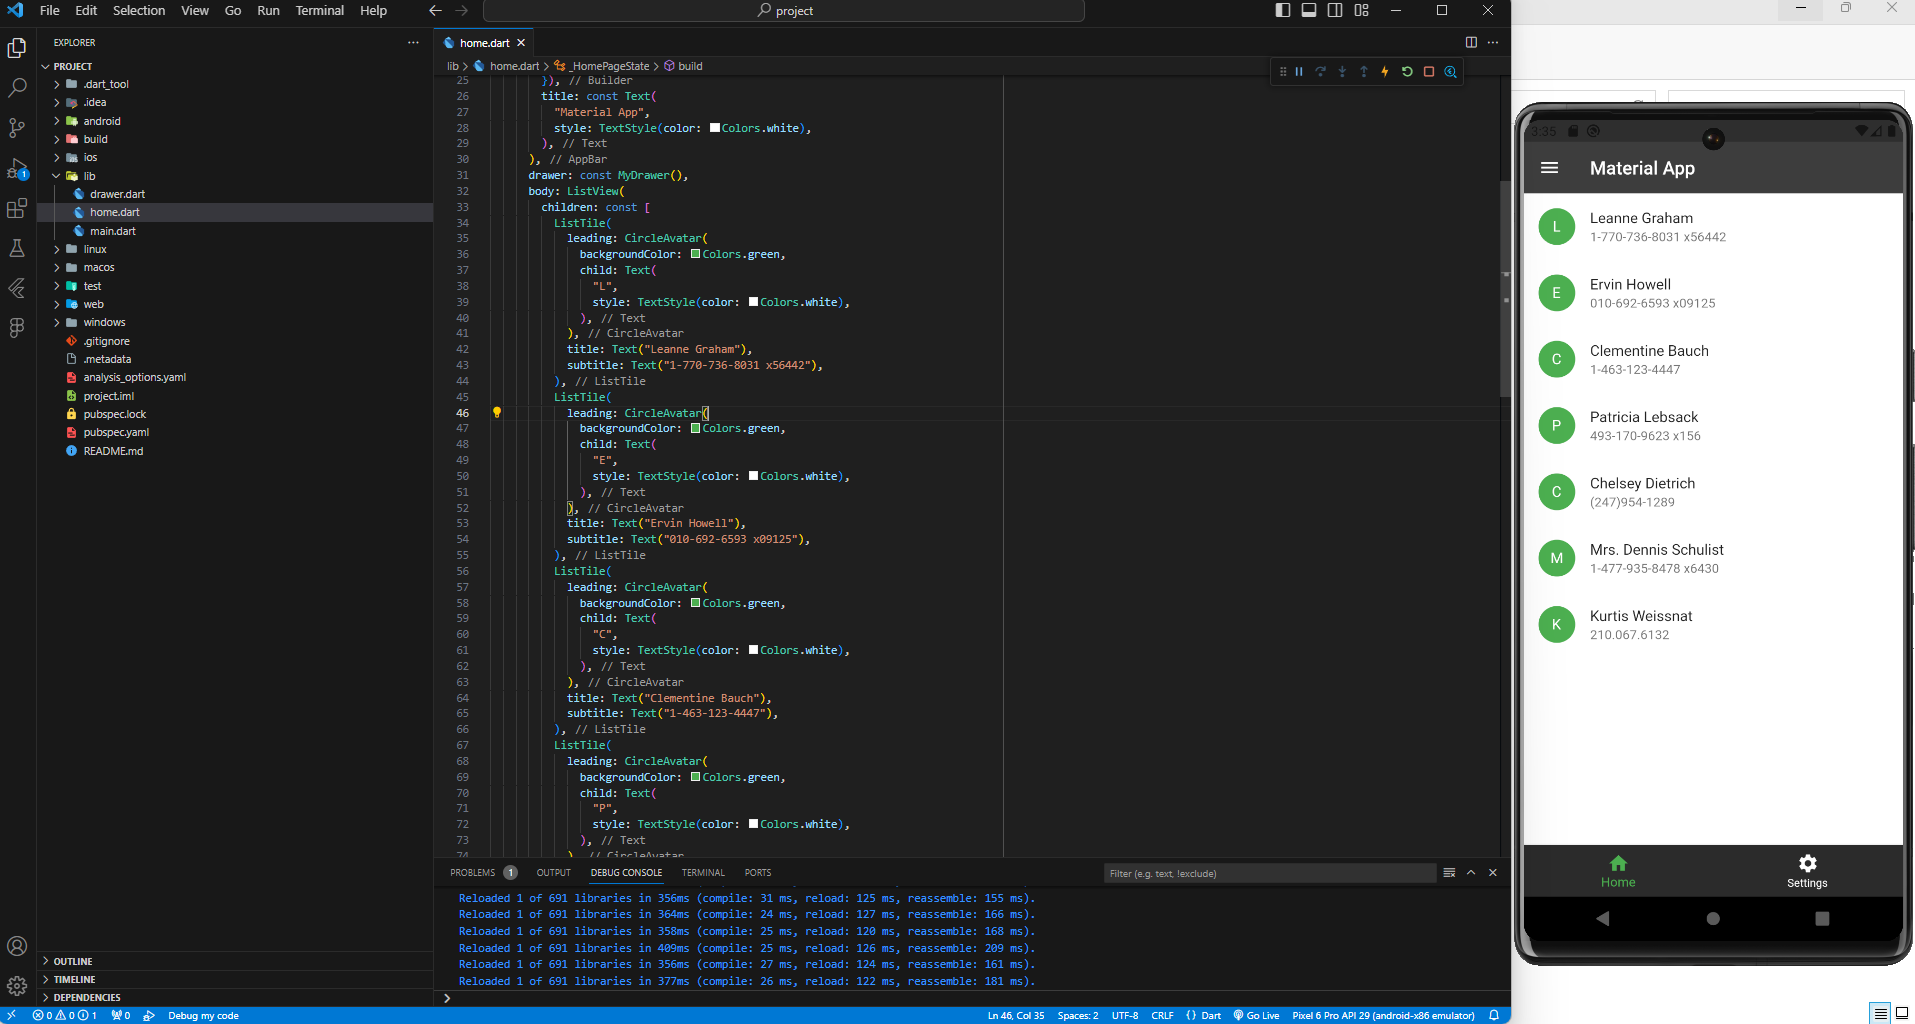 File Edit Selection View Go Run Terminal Help
project
EXPLORER
PROJECT
.dart_tool
.idea
android
build
ios
lib
drawer.dart
home.dart
main.dart
linux
macos
test
web
windows
.gitignore
.metadata
analysis_options.yaml
project.iml
pubspec.lock
pubspec.yaml
README.md
OUTLINE
TIMELINE
DEPENDENCIES
home.dart
lib > home.dart > _HomePageState > build
25 }), // Builder
26 title: const Text(
27 "Material App",
28 style: TextStyle(color: Colors.white),
29 ), // Text
30 ), // AppBar
31 drawer: const MyDrawer(),
32 body: ListView(
33 children: const [
34 ListTile(
35 leading: CircleAvatar(
36 backgroundColor: Colors.green,
37 child: Text(
38 "L",
39 style: TextStyle(color: Colors.white),
40 ), // Text
41 ), // CircleAvatar
42 title: Text("Leanne Graham"),
43 subtitle: Text("1-770-736-8031 x56442"),
44 ), // ListTile
45 ListTile(
46 leading: CircleAvatar(
47 backgroundColor: Colors.green,
48 child: Text(
49 "E",
50 style: TextStyle(color: Colors.white),
51 ), // Text
52 ), // CircleAvatar
53 title: Text("Ervin Howell"),
54 subtitle: Text("010-692-6593 x09125"),
55 ), // ListTile
56 ListTile(
57 leading: CircleAvatar(
58 backgroundColor: Colors.green,
59 child: Text(
60 "C",
61 style: TextStyle(color: Colors.white),
62 ), // Text
63 ), // CircleAvatar
64 title: Text("Clementine Bauch"),
65 subtitle: Text("1-463-123-4447"),
66 ), // ListTile
67 ListTile(
68 leading: CircleAvatar(
69 backgroundColor: Colors.green,
70 child: Text(
71 "P",
72 style: TextStyle(color: Colors.white),
73 ), // Text
74 ), // CircleAvatar
PROBLEMS 1 OUTPUT DEBUG CONSOLE TERMINAL PORTS
Filter (e.g. text, !exclude)
Reloaded 1 of 691 libraries in 356ms (compile: 31 ms, reload: 125 ms, reassemble: 155 ms).
Reloaded 1 of 691 libraries in 364ms (compile: 24 ms, reload: 127 ms, reassemble: 166 ms).
Reloaded 1 of 691 libraries in 358ms (compile: 25 ms, reload: 120 ms, reassemble: 168 ms).
Reloaded 1 of 691 libraries in 409ms (compile: 25 ms, reload: 126 ms, reassemble: 209 ms).
Reloaded 1 of 691 libraries in 356ms (compile: 27 ms, reload: 124 ms, reassemble: 161 ms).
Reloaded 1 of 691 libraries in 377ms (compile: 26 ms, reload: 122 ms, reassemble: 181 ms).
0 0 1 0 Debug my code
Ln 46, Col 35 Spaces: 2 UTF-8 CRLF {} Dart Go Live Pixel 6 Pro API 29 (android-x86 emulator)
1
3:35
Material App
L
Leanne Graham
1-770-736-8031 x56442
E
Ervin Howell
010-692-6593 x09125
C
Clementine Bauch
1-463-123-4447
P
Patricia Lebsack
493-170-9623 x156
C
Chelsey Dietrich
(247)954-1289
M
Mrs. Dennis Schulist
1-477-935-8478 x6430
K
Kurtis Weissnat
210.067.6132
Home
Settings